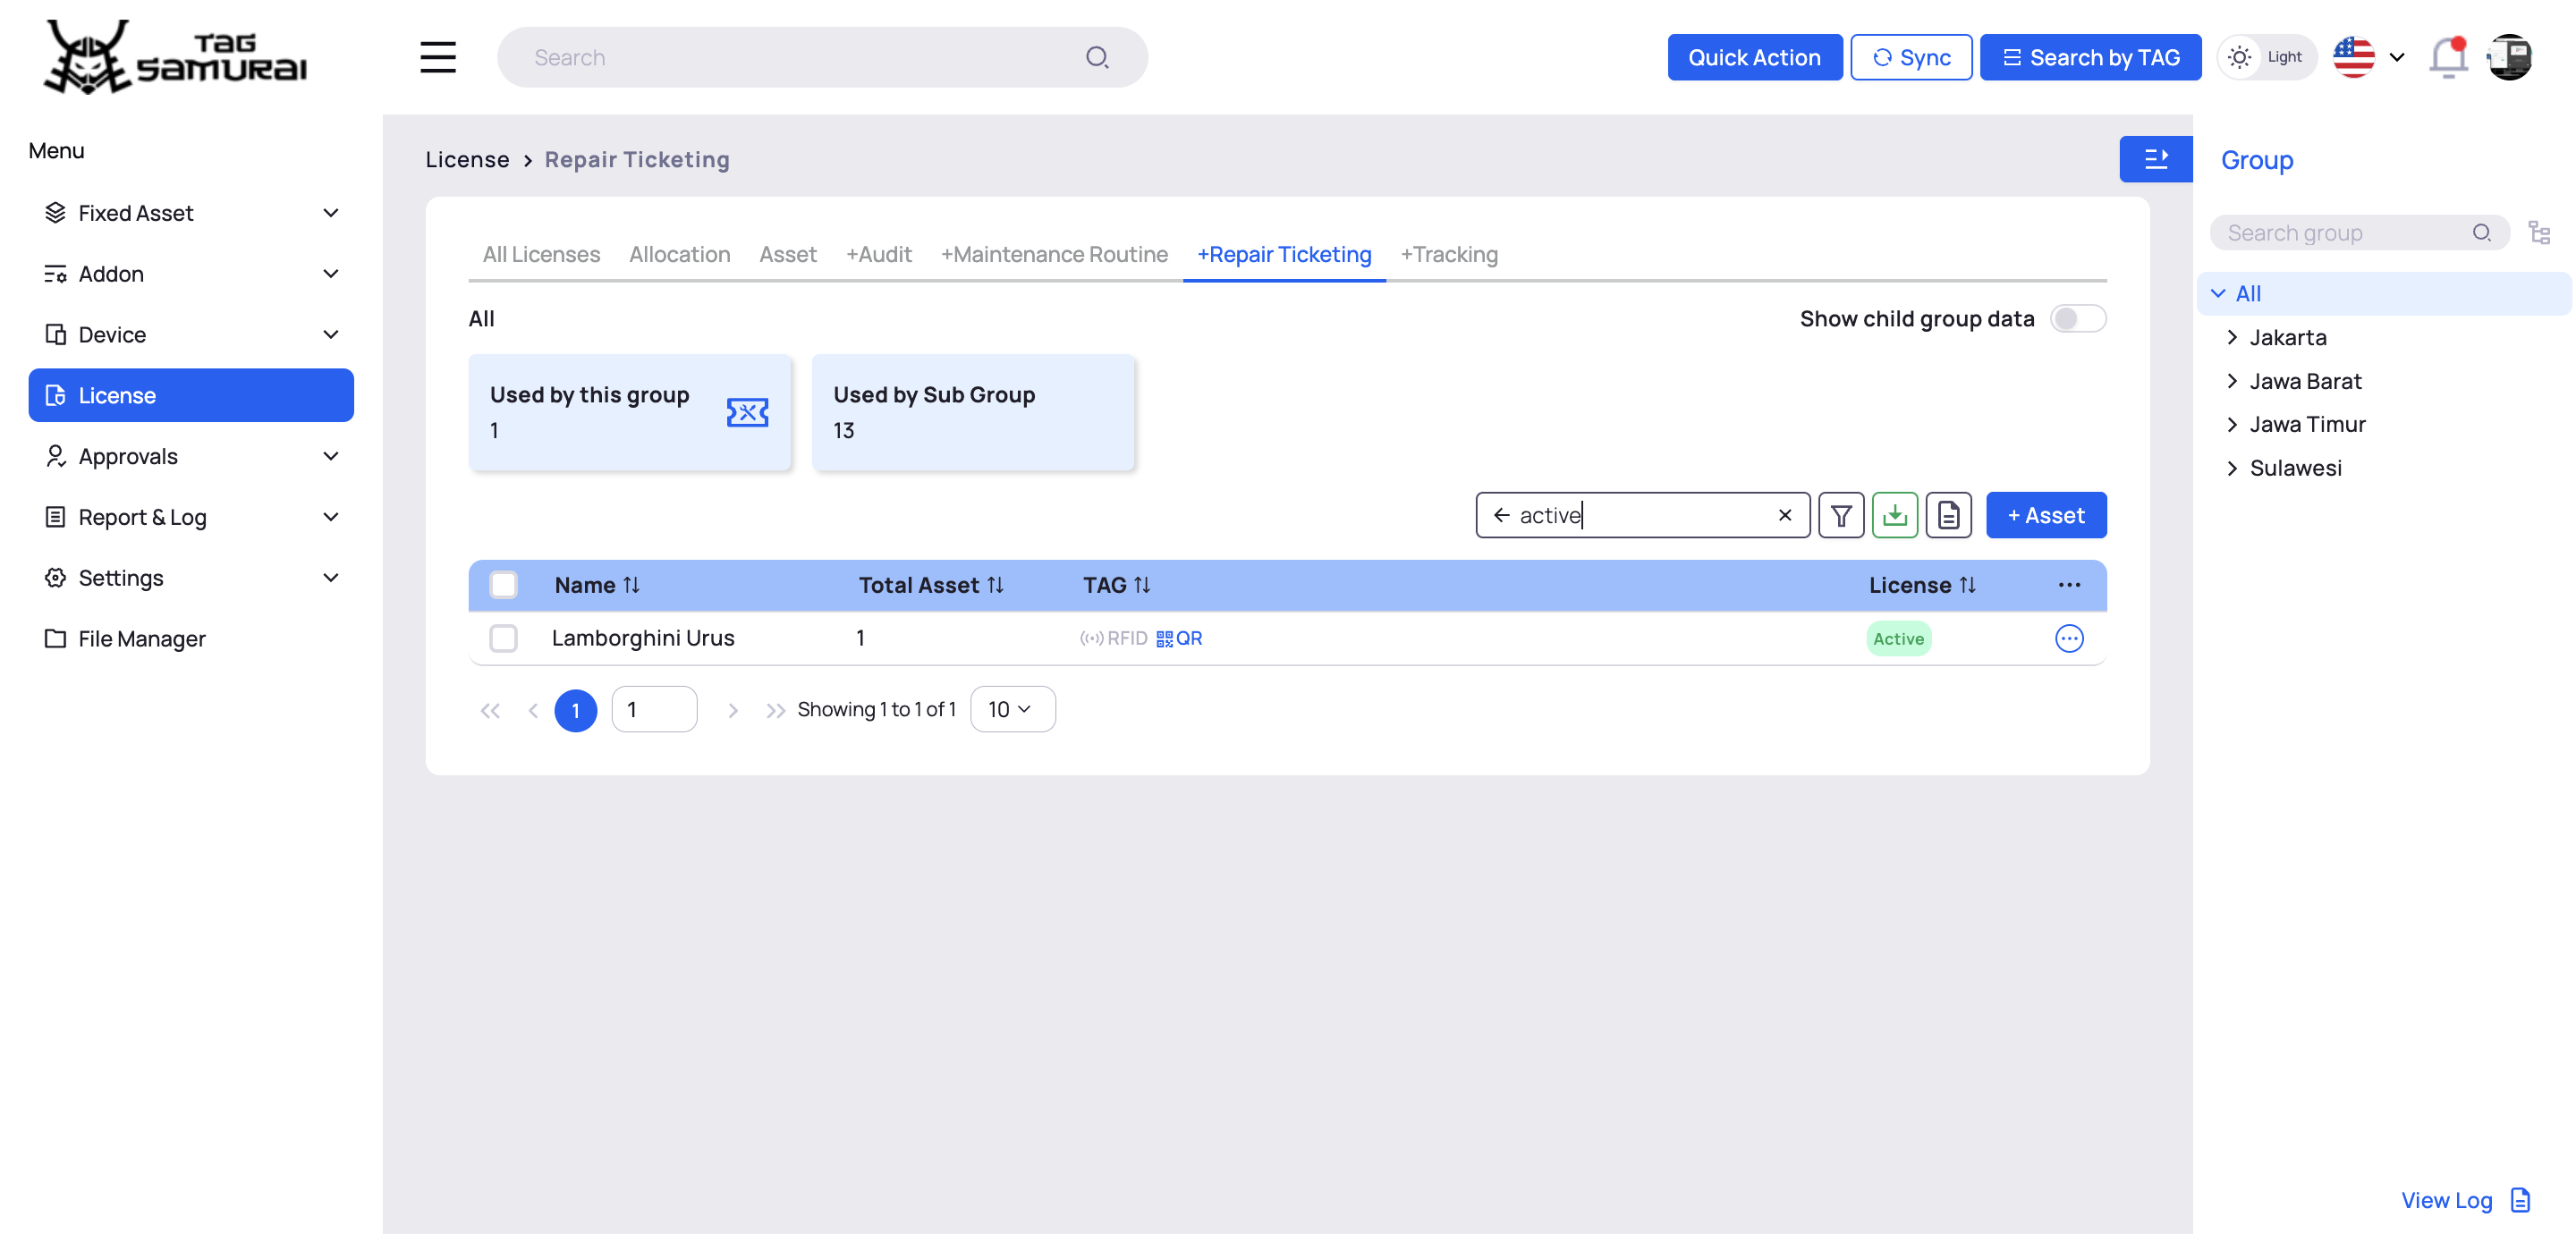 TAG SAMURAI
Search
Quick Action
Sync
Search by TAG
Light
Menu
Fixed Asset
Addon
Device
License
Approvals
Report & Log
Settings
File Manager
License > Repair Ticketing
All Licenses Allocation Asset +Audit +Maintenance Routine +Repair Ticketing +Tracking
All
Show child group data
Used by this group
1
Used by Sub Group
13
active
+ Asset
Name Total Asset TAG License
Lamborghini Urus 1 RFID QR Active
1 1 Showing 1 to 1 of 1 10
Group
Search group
All
Jakarta
Jawa Barat
Jawa Timur
Sulawesi
View Log